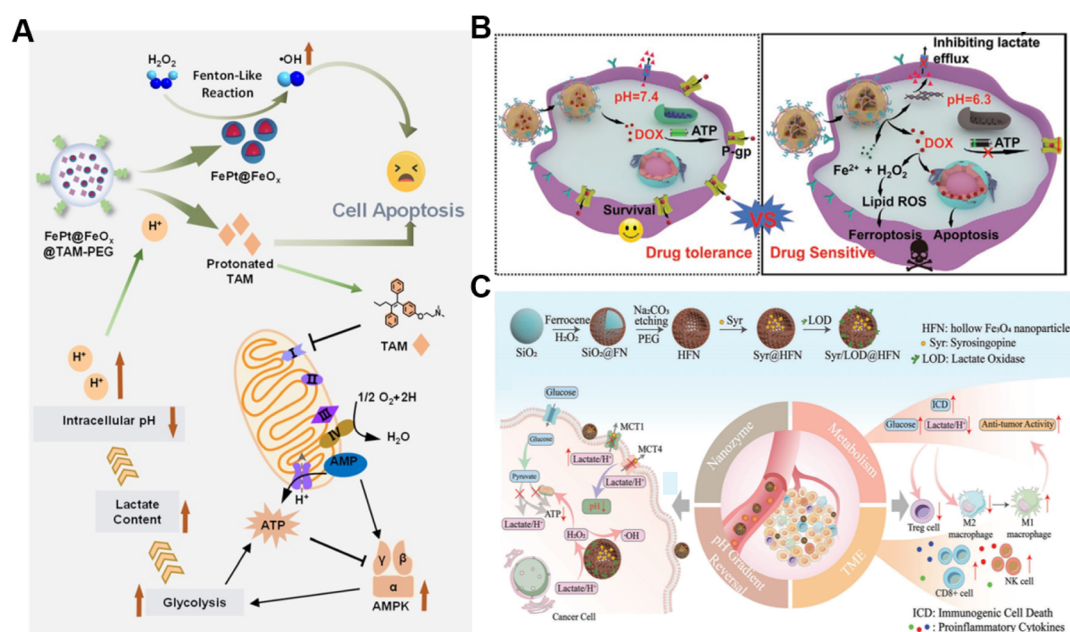 A
H₂O₂
•OH
Fenton-Like
Reaction
FePt@FeOₓ
FePt@FeOₓ
@TAM-PEG
H⁺
Protonated
TAM
Cell Apoptosis
TAM
I
II
III
IV
1/2 O₂+2H
H₂O
AMP
H⁺
ATP
H⁺
H⁺
Intracellular pH
Lactate
Content
Glycolysis
γ
β
α
AMPK
B
pH=7.4
DOX
ATP
P-gp
Survival
Drug tolerance
VS
Inhibiting lactate
efflux
pH=6.3
DOX
ATP
Fe²⁺ + H₂O₂
Lipid ROS
Ferroptosis
Apoptosis
Drug Sensitive
C
SiO₂
Ferrocene
H₂O₂
SiO₂@FN
Na₂CO₃
etching
PEG
HFN
Syr
Syr@HFN
LOD
Syr/LOD@HFN
HFN: hollow Fe₃O₄ nanoparticle
Syr: Syrosingopine
LOD: Lactate Oxidase
Glucose
Glucose
Pyruvate
ATP
Lactate/H⁺
MCT1
Lactate/H⁺
MCT4
Lactate/H⁺
pH
H₂O₂
•OH
Lactate/H⁺
Cancer Cell
Nanozyme
Metabolism
pH Gradient
Reversal
TME
ICD
Glucose
Lactate/H⁺
Anti-tumor Activity
Treg cell
M2
macrophage
M1
macrophage
CD8+ cell
NK cell
ICD: Immunogenic Cell Death
: Proinflammatory Cytokines